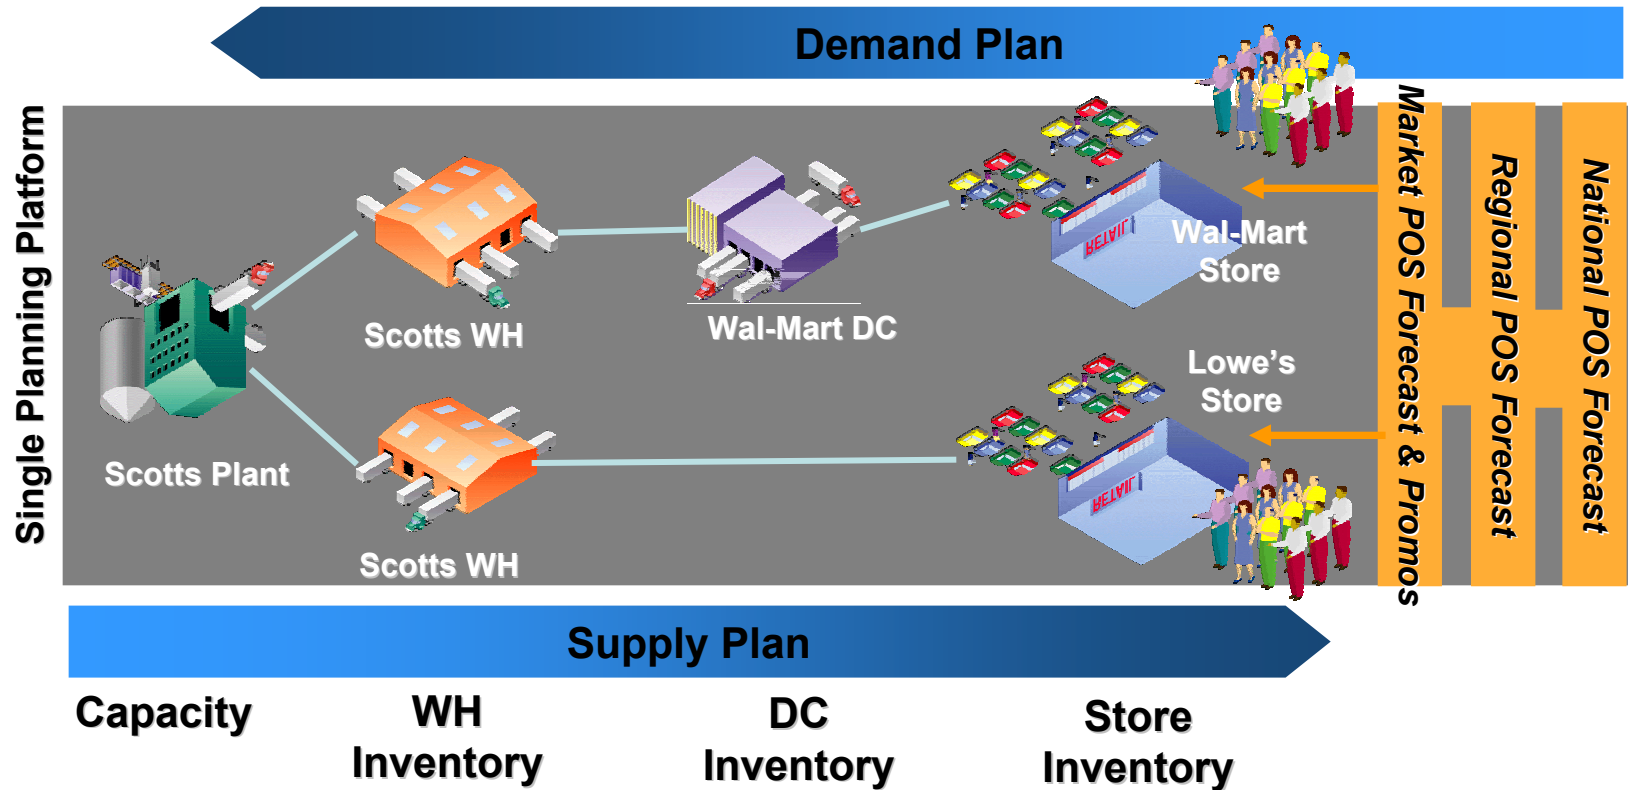 Demand Plan
Single Planning Platform
Scotts Plant
Scotts WH
Scotts WH
Wal-Mart DC
RETAIL
Wal-Mart
Store
Lowe's
Store
RETAIL
Market POS Forecast & Promos
Regional POS Forecast
National POS Forecast
Supply Plan
Capacity
WH
Inventory
DC
Inventory
Store
Inventory